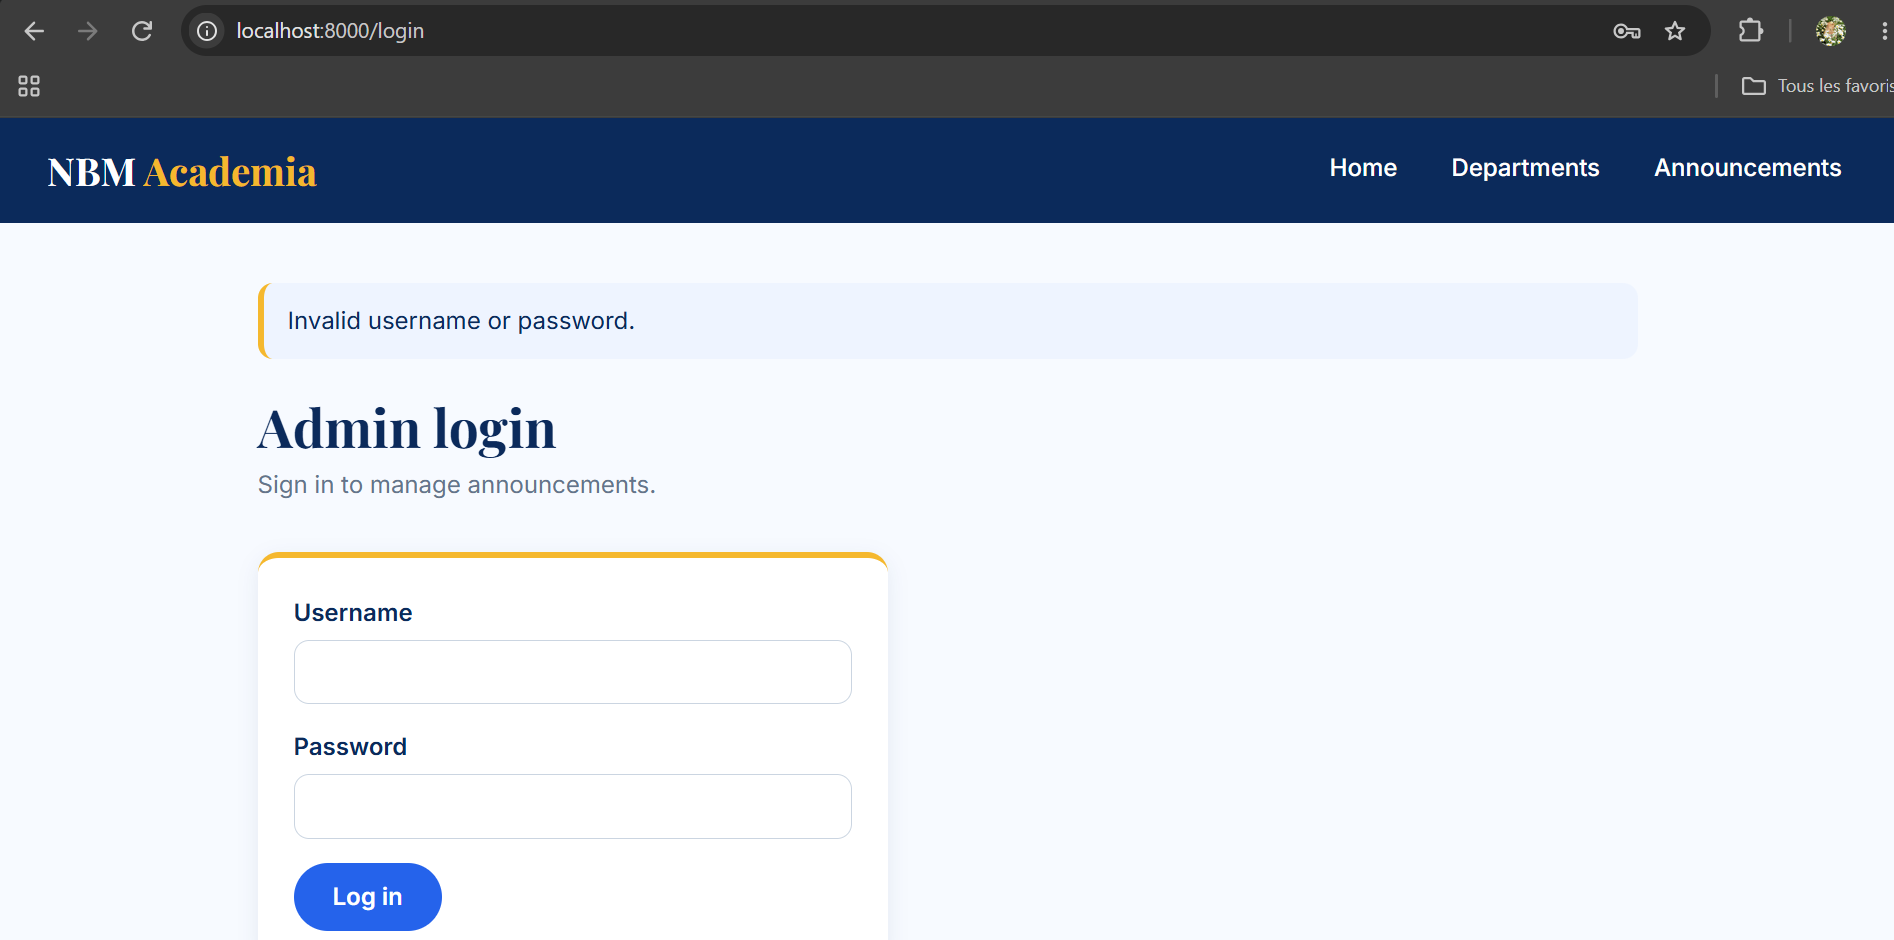 localhost:8000/login
Tous les favoris
NBM Academia
Home
Departments
Announcements
Invalid username or password.
Admin login
Sign in to manage announcements.
Username
Password
Log in